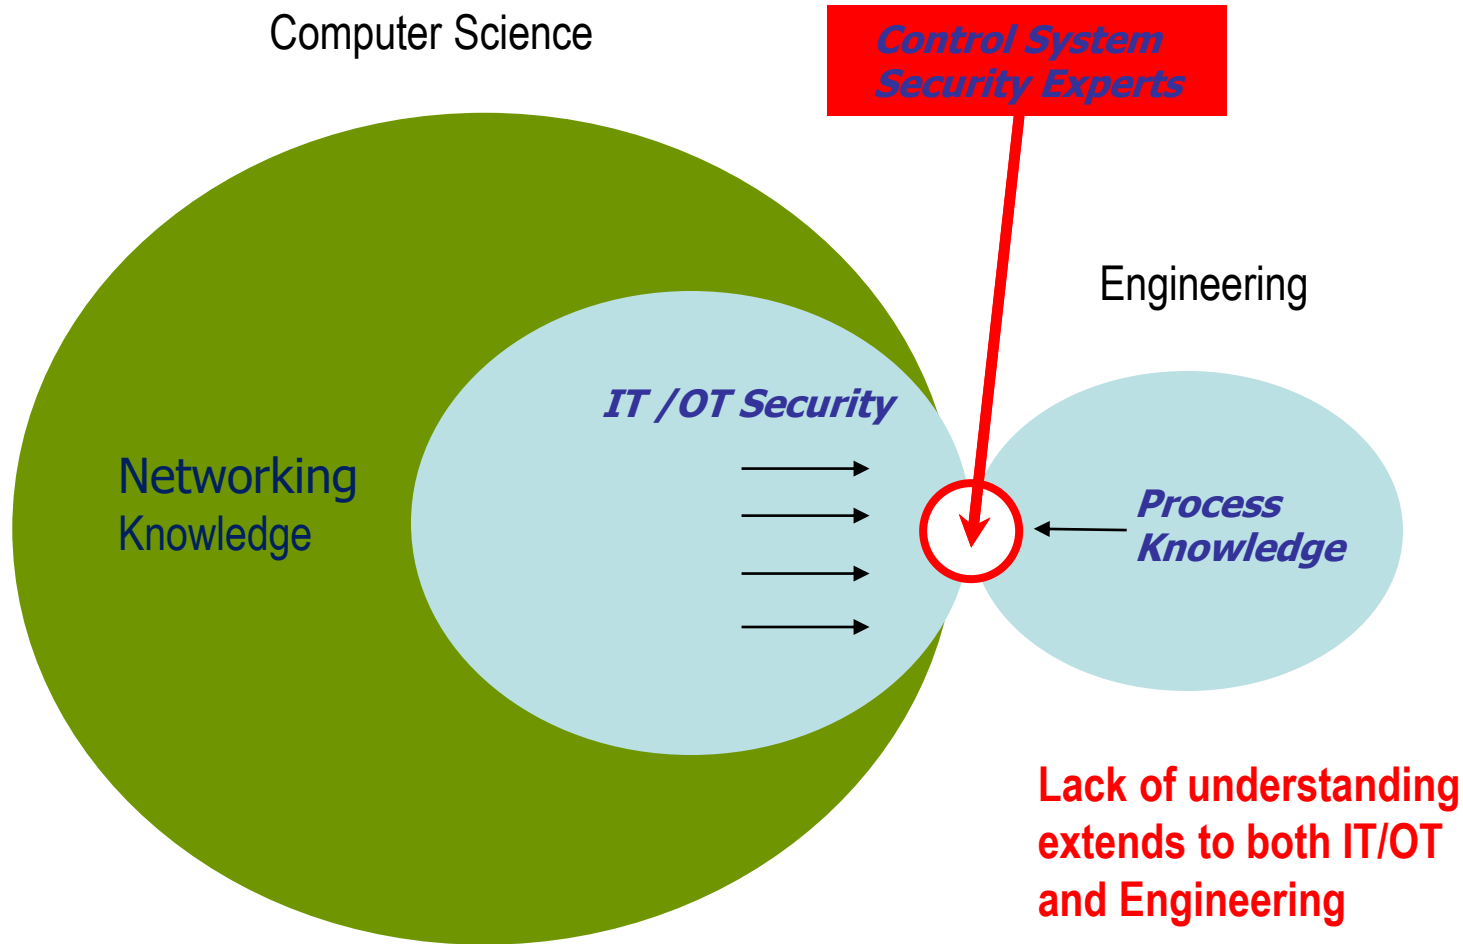 Computer Science
Control System
Security Experts
Engineering
IT /OT Security
Networking
Knowledge
Process
Knowledge
Lack of understanding
extends to both IT/OT
and Engineering